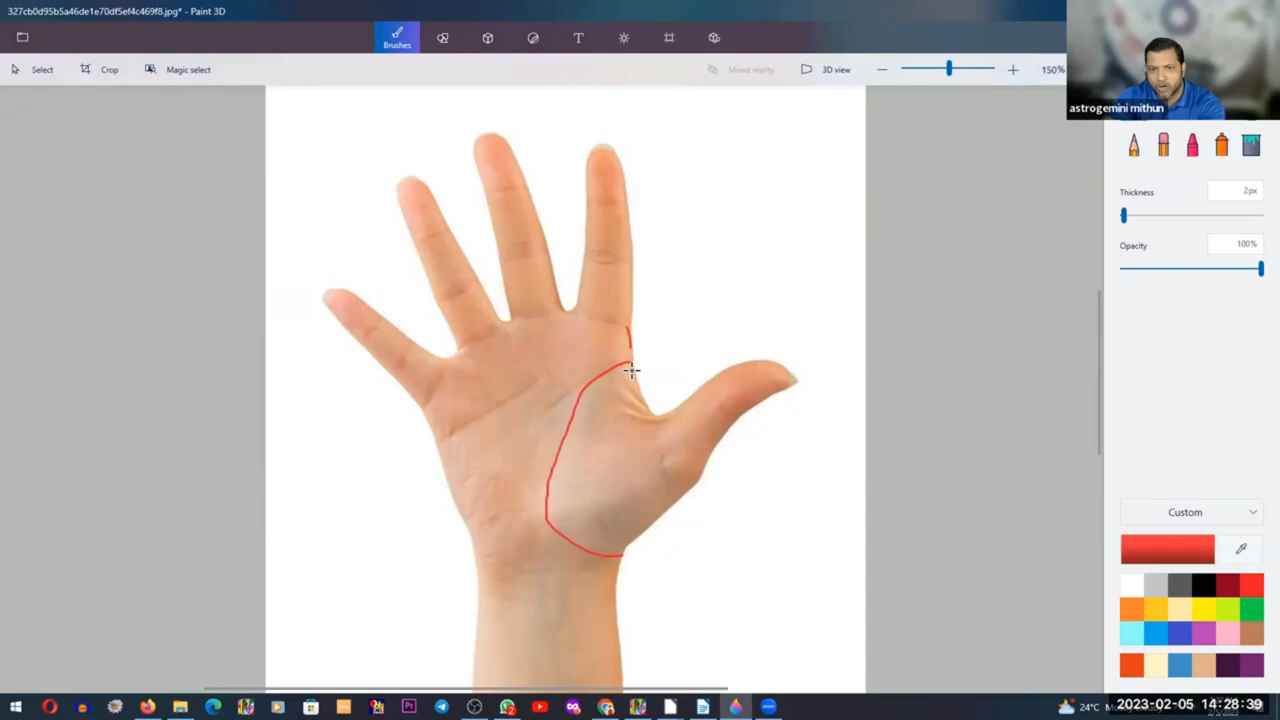 327cb0d95b5a46de1e70df5ef4c469f8.jpg* - Paint 3D
Brushes
Select
Crop
Magic select
Mixed reality
3D view
150%
astrogemini mithun
Thickness
2px
Opacity
100%
Custom
24°C
2023-02-05 14:28:39